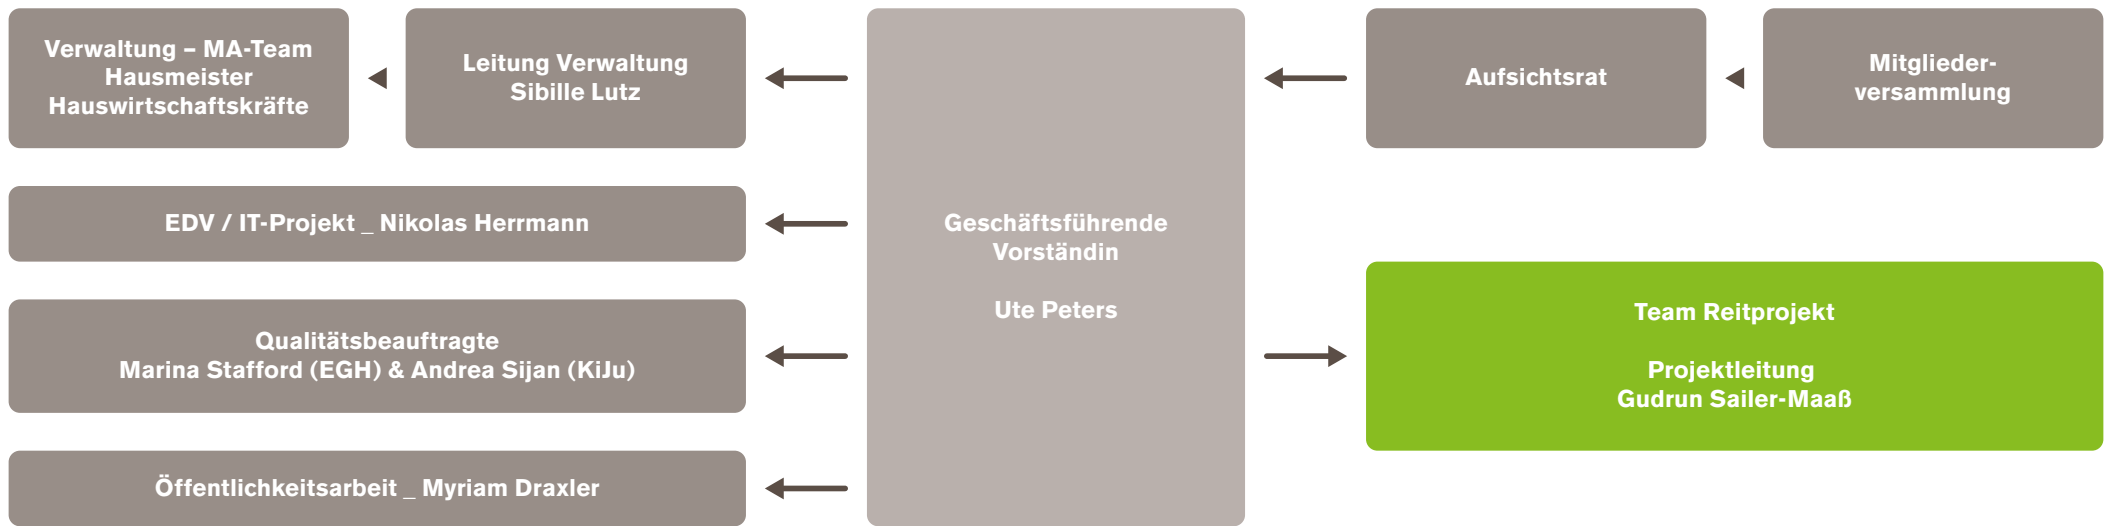 Verwaltung – MA-Team
Hausmeister
Hauswirtschaftskräfte
Leitung Verwaltung
Sibille Lutz
Geschäftsführende
Vorständin
Ute Peters
Aufsichtsrat
Mitglieder-
versammlung
EDV / IT-Projekt _ Nikolas Herrmann
Qualitätsbeauftragte
Marina Stafford (EGH) & Andrea Sijan (KiJu)
Öffentlichkeitsarbeit _ Myriam Draxler
Team Reitprojekt
Projektleitung
Gudrun Sailer-Maaß